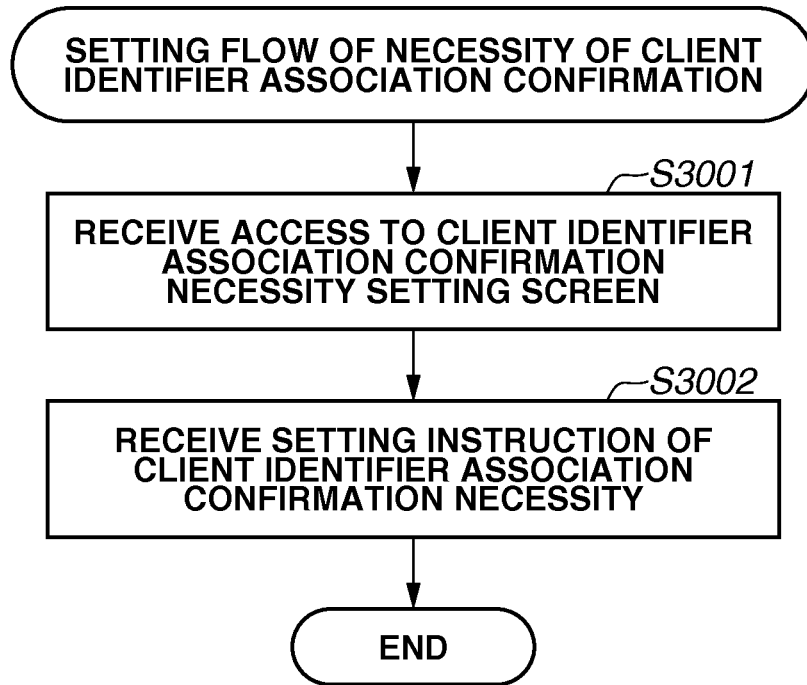 SETTING FLOW OF NECESSITY OF CLIENT
IDENTIFIER ASSOCIATION CONFIRMATION
S3001
RECEIVE ACCESS TO CLIENT IDENTIFIER
ASSOCIATION CONFIRMATION
NECESSITY SETTING SCREEN
S3002
RECEIVE SETTING INSTRUCTION OF
CLIENT IDENTIFIER ASSOCIATION
CONFIRMATION NECESSITY
END